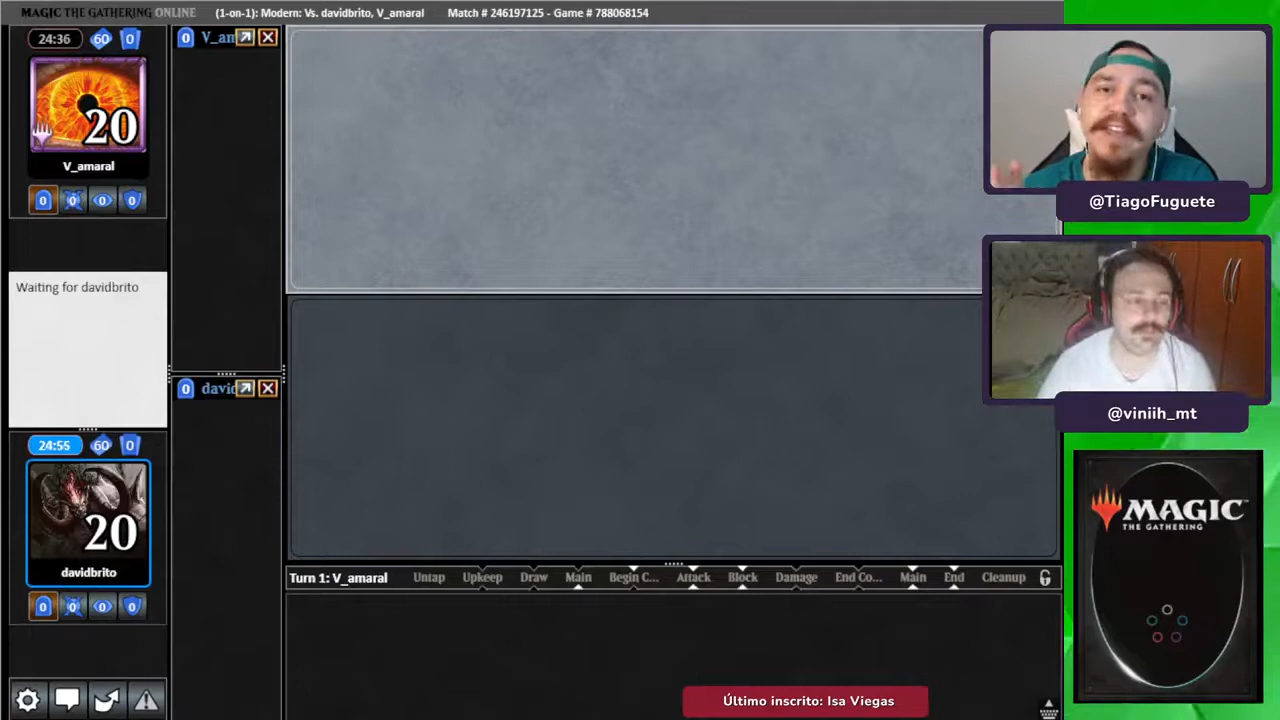 MAGIC THE GATHERING ONLINE
(1-on-1): Modern: Vs. davidbrito, V_amaral
Match # 246197125 - Game # 788068154
24:36
60
0
20
V_amaral
0
0
0
0
0
V_am
Waiting for davidbrito
0
david
24:55
60
0
20
davidbrito
0
0
0
0
Turn 1: V_amaral
Untap
Upkeep
Draw
Main
Begin C...
Attack
Block
Damage
End Co...
Main
End
Cleanup
@TiagoFuguete
@viniih_mt
MAGIC
THE GATHERING
Último inscrito: Isa Viegas